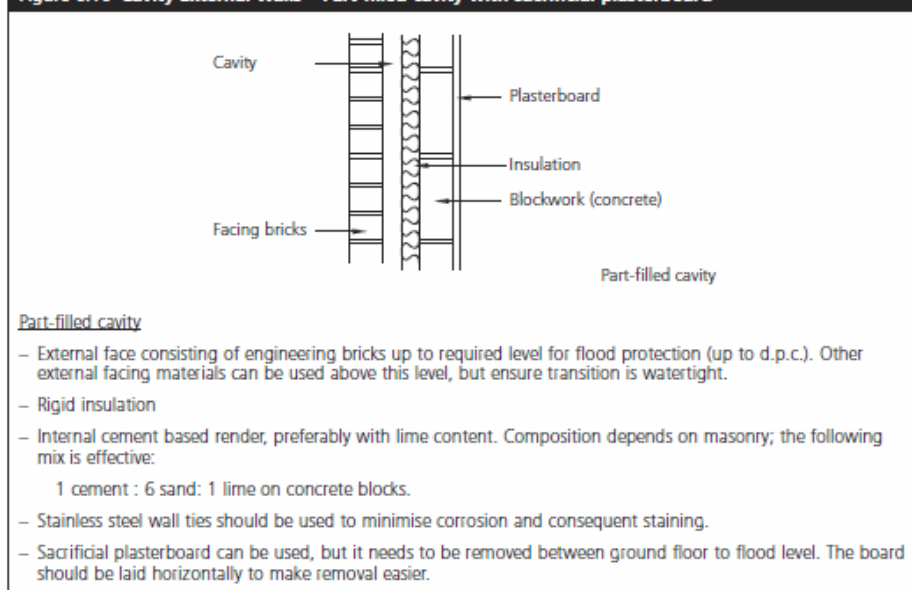 Cavity
Plasterboard
Insulation
Blockwork (concrete)
Facing bricks
Part-filled cavity
Part-filled cavity
– External face consisting of engineering bricks up to required level for flood protection (up to d.p.c.). Other
external facing materials can be used above this level, but ensure transition is watertight.
– Rigid insulation
– Internal cement based render, preferably with lime content. Composition depends on masonry; the following
mix is effective:
1 cement : 6 sand: 1 lime on concrete blocks.
– Stainless steel wall ties should be used to minimise corrosion and consequent staining.
– Sacrificial plasterboard can be used, but it needs to be removed between ground floor to flood level. The board
should be laid horizontally to make removal easier.